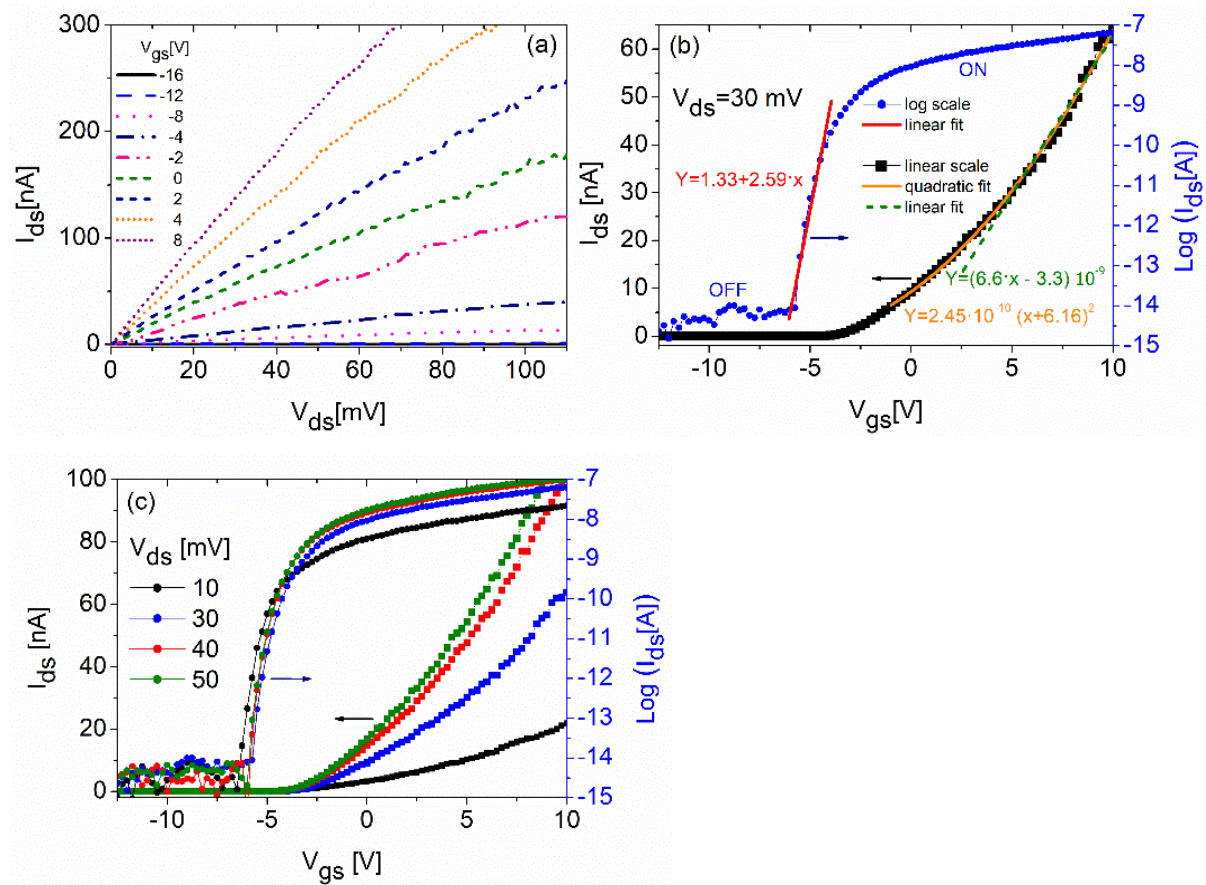 (a)
V_gs[V]
-16
-12
-8
-4
-2
0
2
4
8
300
200
100
0
I_ds[nA]
0 20 40 60 80 100
V_ds[mV]
(b)
V_ds=30 mV
ON
OFF
log scale
linear fit
linear scale
quadratic fit
linear fit
Y=1.33+2.59·x
Y=(6.6·x - 3.3) 10^-9
Y=2.45·10^-10 (x+6.16)^2
60
50
40
30
20
10
0
I_ds[nA]
-7
-8
-9
-10
-11
-12
-13
-14
-15
Log (I_ds[A])
-10 -5 0 5 10
V_gs[V]
(c)
V_ds [mV]
10
30
40
50
100
80
60
40
20
0
I_ds [nA]
-7
-8
-9
-10
-11
-12
-13
-14
-15
Log (I_ds[A])
-10 -5 0 5 10
V_gs [V]